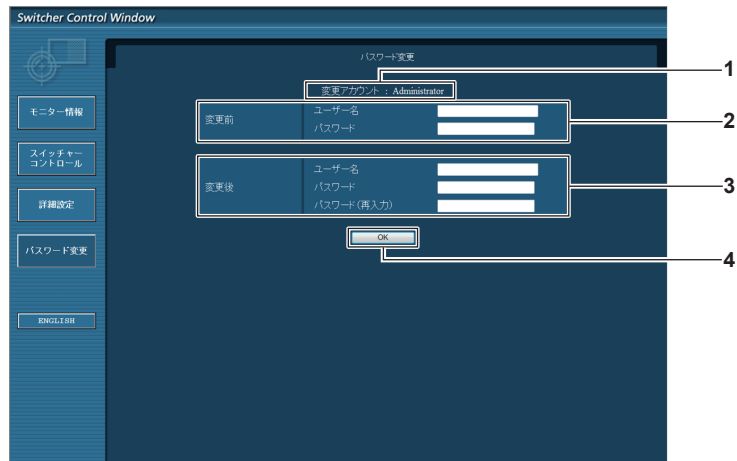 Switcher Control Window
パスワード変更
1
変更アカウント : Administrator
モニター情報
変更前
ユーザー名
パスワード
2
スイッチャー
コントロール
変更後
ユーザー名
パスワード
パスワード(再入力)
3
詳細設定
OK
パスワード変更
4
ENGLISH